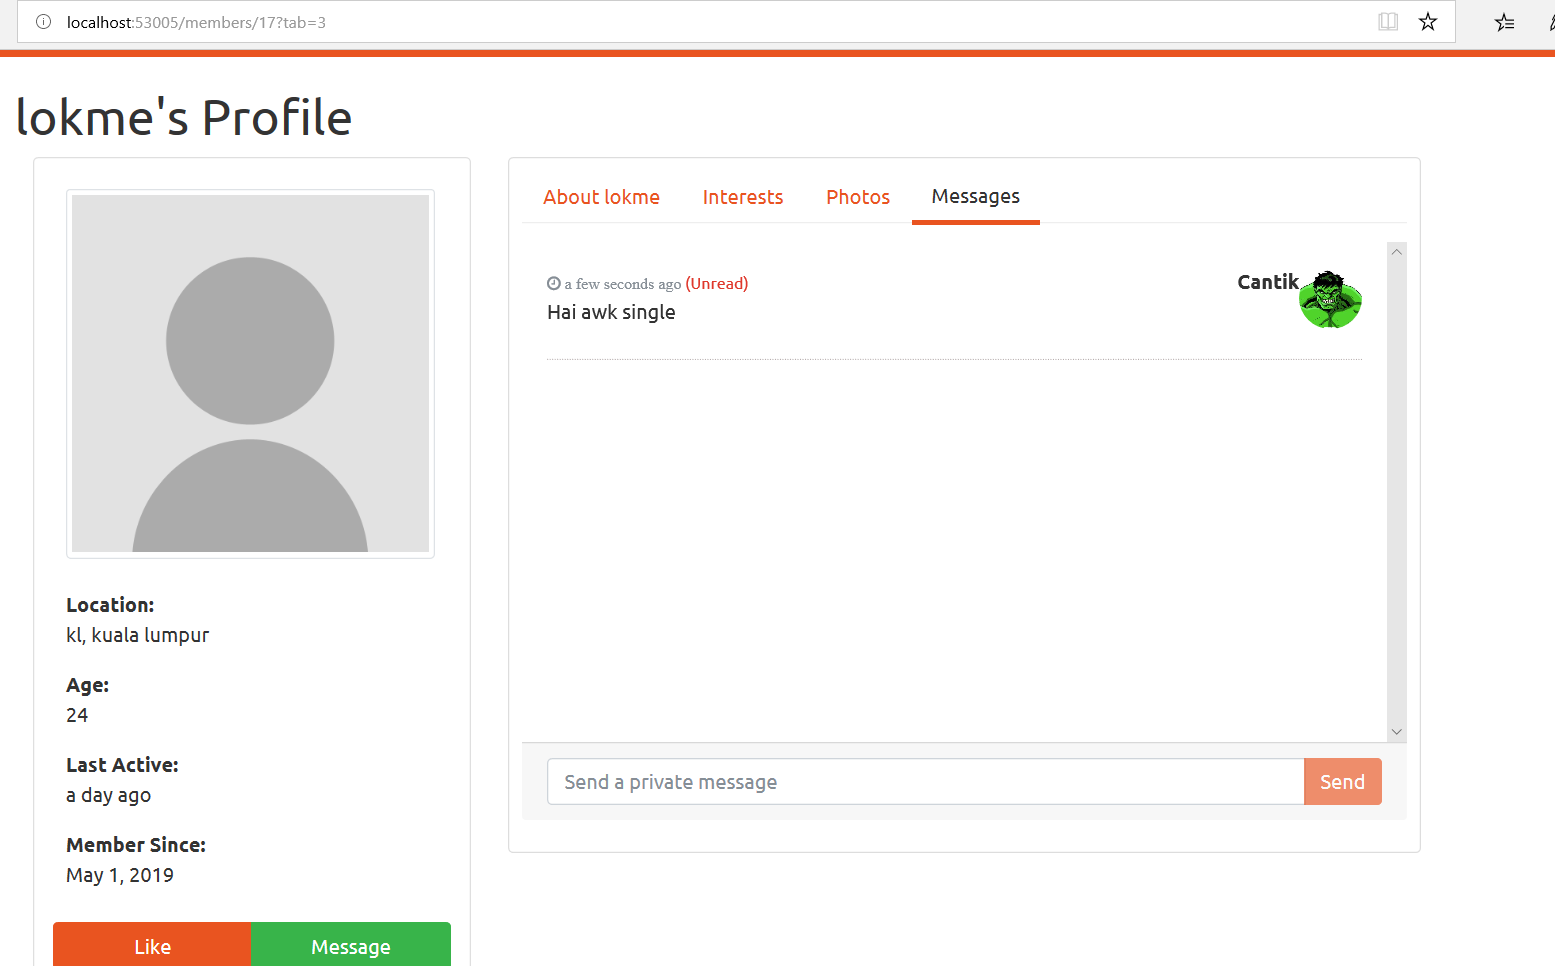 localhost:53005/members/17?tab=3
lokme's Profile
Location:
kl, kuala lumpur
Age:
24
Last Active:
a day ago
Member Since:
May 1, 2019
Like
Message
About lokme
Interests
Photos
Messages
a few seconds ago (Unread)
Cantik
Hai awk single
Send a private message
Send